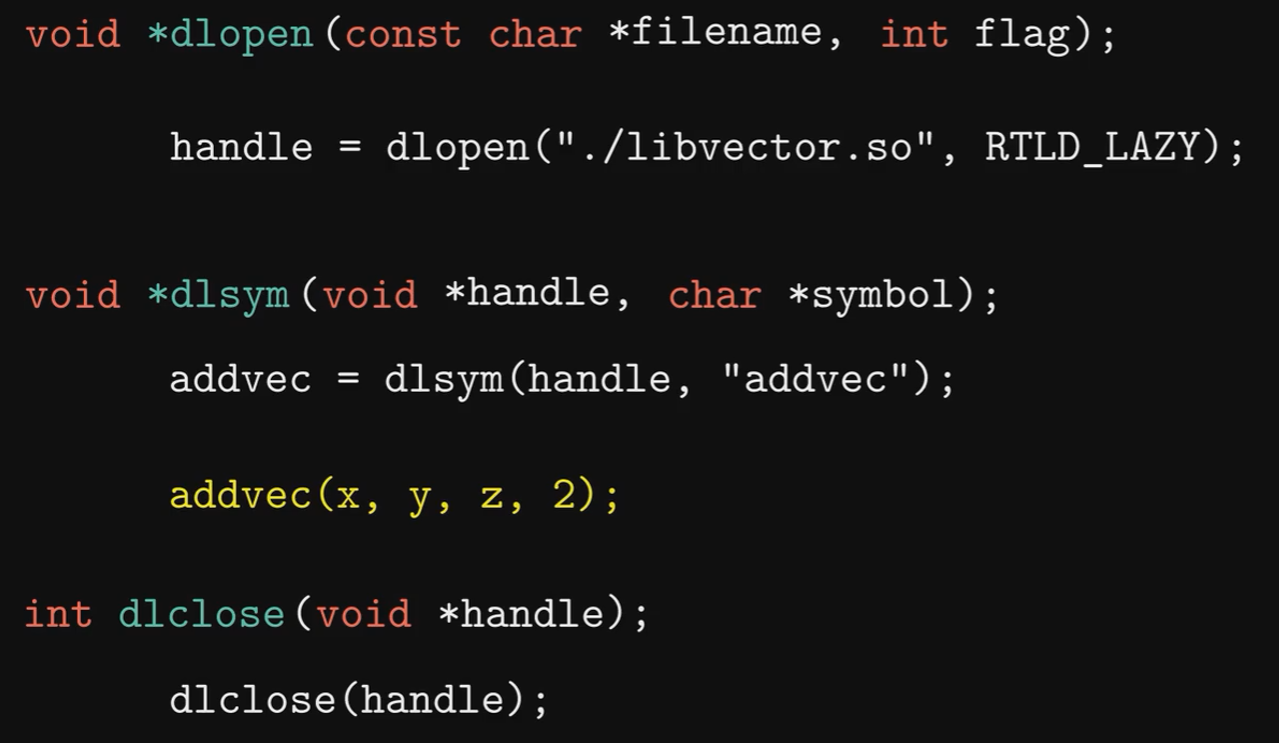 void *dlopen(const char *filename, int flag);
handle = dlopen("./libvector.so", RTLD_LAZY);
void *dlsym(void *handle, char *symbol);
addvec = dlsym(handle, "addvec");
addvec(x, y, z, 2);
int dlclose(void *handle);
dlclose(handle);